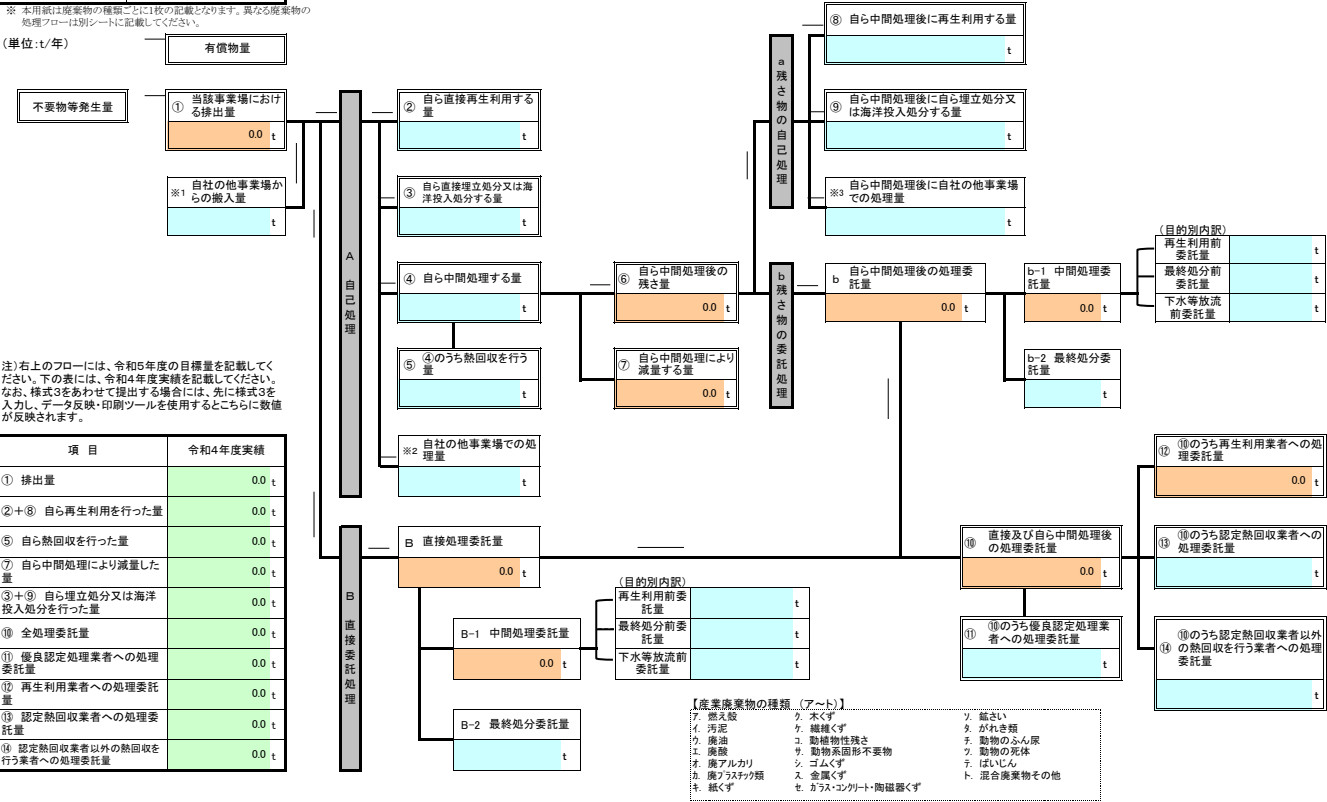 ※ 本用紙は廃棄物の種類ごとに1枚の記載となります。異なる廃棄物の
処理フローは別シートに記載してください。
(単位:t/年)
有償物量
不要物等発生量
① 当該事業場におけ
る排出量
0.0 t
※1 自社の他事業場か
らの搬入量
t
A 自己処理
② 自ら直接再生利用する
量
t
③ 自ら直接埋立処分又は海
洋投入処分する量
t
④ 自ら中間処理する量
t
⑤ ④のうち熱回収を行う
量
t
※2 自社の他事業場での処
理量
t
⑥ 自ら中間処理後の
残さ量
0.0 t
⑦ 自ら中間処理により
減量する量
0.0 t
a 残さ物の自己処理
⑧ 自ら中間処理後に再生利用する量
t
⑨ 自ら中間処理後に自ら埋立処分又
は海洋投入処分する量
t
※3 自ら中間処理後に自社の他事業場
での処理量
t
b 残さ物の委託処理
b 自ら中間処理後の処理委
託量
0.0 t
b-1 中間処理委
託量
0.0 t
(目的別内訳)
再生利用前
委託量
t
最終処分前
委託量
t
下水等放流
前委託量
t
b-2 最終処分委
託量
t
注)右上のフローには、令和5年度の目標量を記載してく
ださい。下の表には、令和4年度実績を記載してください。
なお、様式3をあわせて提出する場合には、先に様式3を
入力し、データ反映・印刷ツールを使用するとこちらに数値
が反映されます。
項 目 令和4年度実績
① 排出量 0.0 t
②+⑧ 自ら再生利用を行った量 0.0 t
⑤ 自ら熱回収を行った量 0.0 t
⑦ 自ら中間処理により減量した
量 0.0 t
③+⑨ 自ら埋立処分又は海洋
投入処分を行った量 0.0 t
⑩ 全処理委託量 0.0 t
⑪ 優良認定処理業者への処理
委託量 0.0 t
⑫ 再生利用業者への処理委託
量 0.0 t
⑬ 認定熱回収業者への処理委
託量 0.0 t
⑭ 認定熱回収業者以外の熱回収を
行う業者への処理委託量 0.0 t
B 直接委託処理
B 直接処理委託量
0.0 t
B-1 中間処理委託量
0.0 t
B-2 最終処分委託量
t
(目的別内訳)
再生利用前委
託量
t
最終処分前委
託量
t
下水等放流前
委託量
t
⑩ 直接及び自ら中間処理後
の処理委託量
0.0 t
⑪ ⑩のうち優良認定処理業
者への処理委託量
t
⑫ ⑩のうち再生利用業者への処
理委託量
0.0 t
⑬ ⑩のうち認定熱回収業者への
処理委託量
t
⑭ ⑩のうち認定熱回収業者以外
の熱回収を行う業者への処理
委託量
t
【産業廃棄物の種類 (ア~ト)】
ア. 燃え殻
イ. 汚泥
ウ. 廃油
エ. 廃酸
オ. 廃アルカリ
カ. 廃プラスチック類
キ. 紙くず
ク. 木くず
ケ. 繊維くず
コ. 動植物性残さ
サ. 動物系固形不要物
シ. ゴムくず
ス. 金属くず
セ. ガラス・コンクリート・陶磁器くず
ソ. 鉱さい
タ. がれき類
チ. 動物のふん尿
ツ. 動物の死体
テ. ばいじん
ト. 混合廃棄物その他